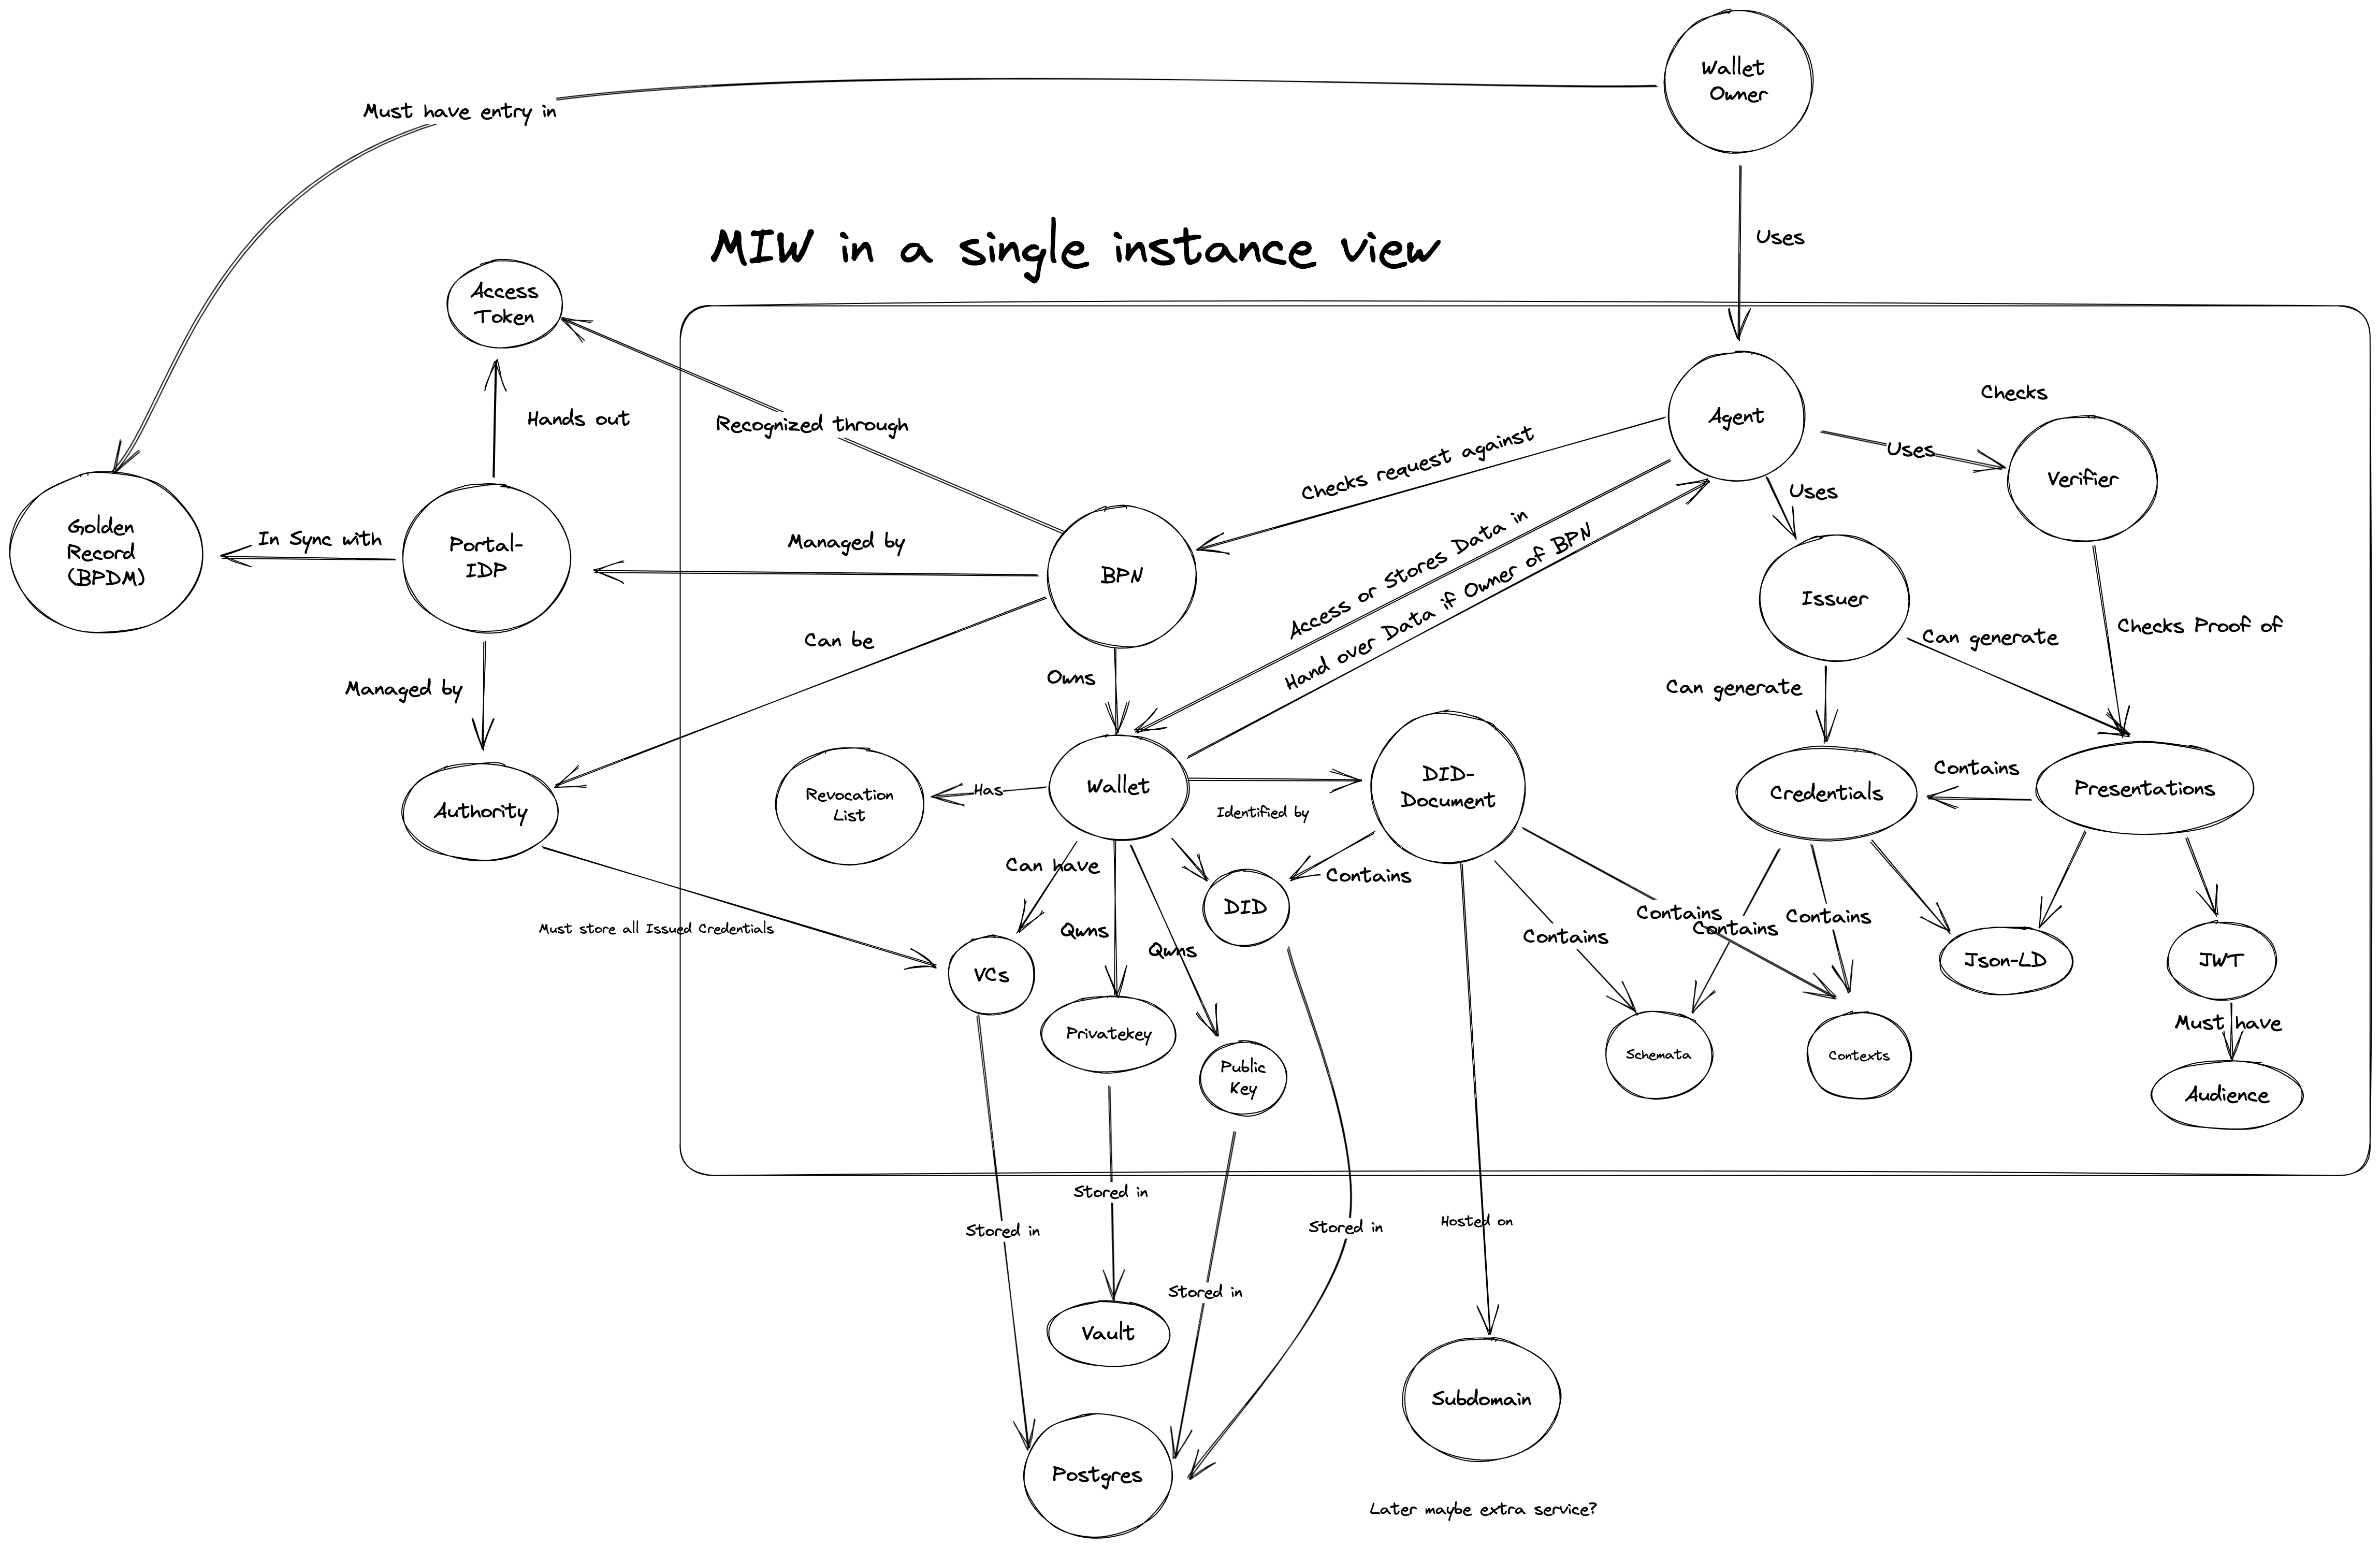 Wallet
Owner
Must have entry in
Uses
MIW in a single instance view
Access
Token
Hands out
Recognized through
Agent
Checks
Uses
Verifier
Checks request against
Uses
Golden
Record
(BPDM)
In Sync with
Portal-
IDP
Managed by
BPN
Access or Stores Data in
Hand over Data if Owner of BPN
Issuer
Can generate
Checks Proof of
Can be
Owns
Managed by
Can generate
Authority
Revocation
List
Has
Wallet
Identified by
DID-
Document
Credentials
Contains
Presentations
Can have
Contains
DID
Must store all Issued Credentials
Qwns
Qwns
Contains
Contains
Contains
Contains
VCs
Json-LD
JWT
Privatekey
Public
Key
Schemata
Contexts
Must have
Audience
Stored in
Stored in
Stored in
Hosted on
Stored in
Vault
Subdomain
Postgres
Later maybe extra service?